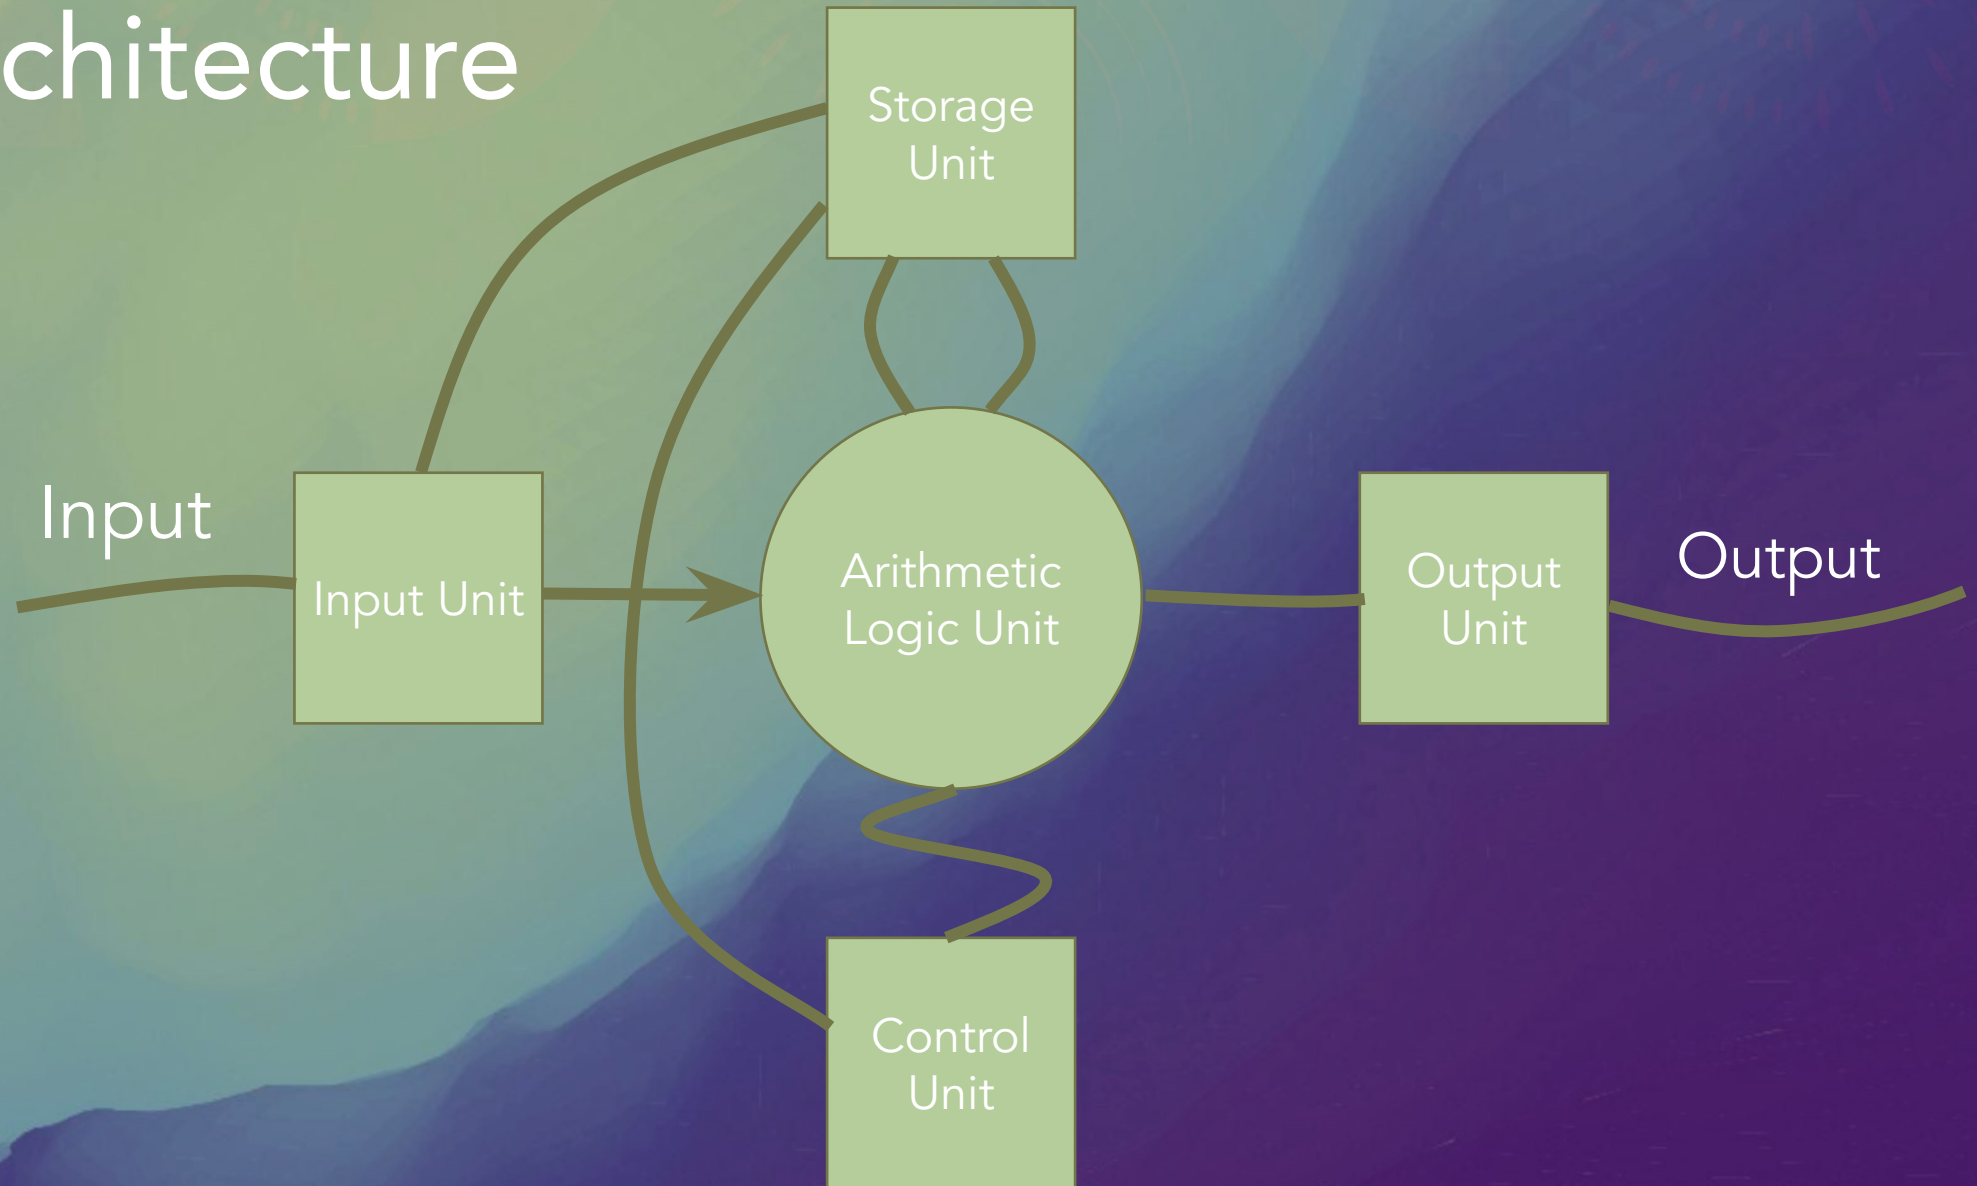 chitecture
Storage
Unit
Input
Input Unit
Arithmetic
Logic Unit
Output
Unit
Output
Control
Unit